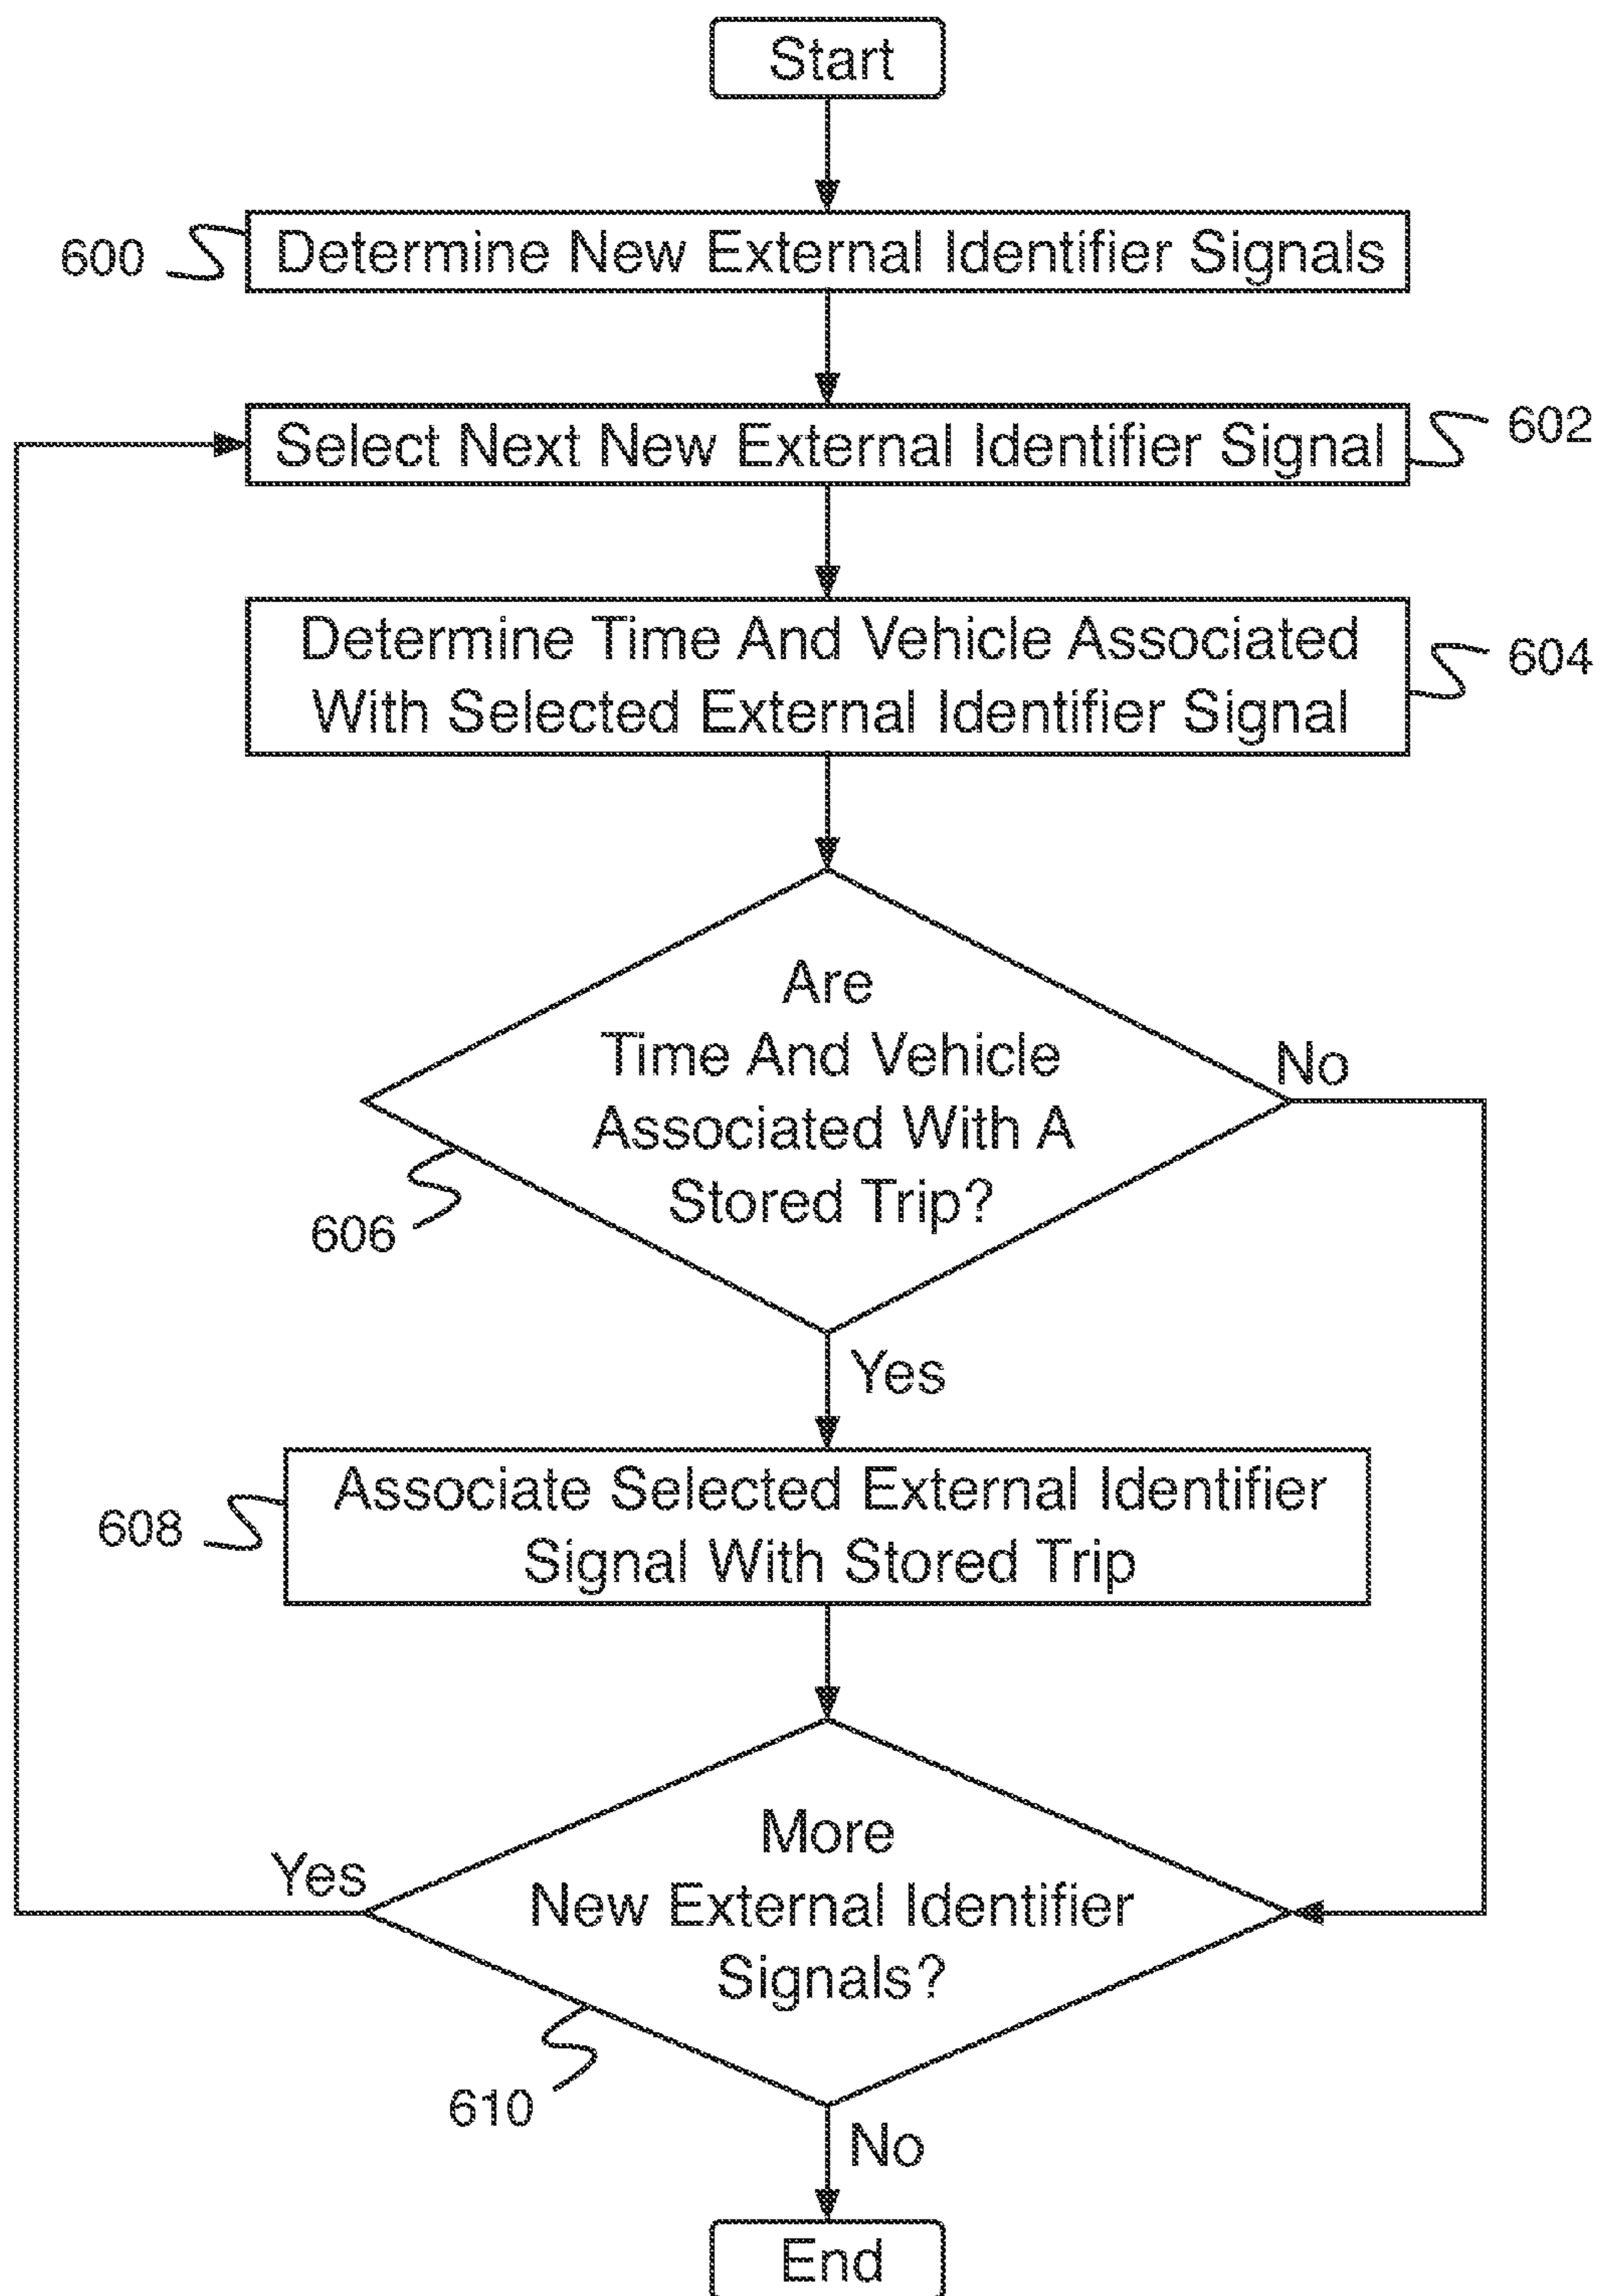 Start
600
Determine New External Identifier Signals
Select Next New External Identifier Signal
602
Determine Time And Vehicle Associated
With Selected External Identifier Signal
604
Are
Time And Vehicle
Associated With A
Stored Trip?
No
606
Yes
608
Associate Selected External Identifier
Signal With Stored Trip
More
New External Identifier
Signals?
Yes
610
No
End